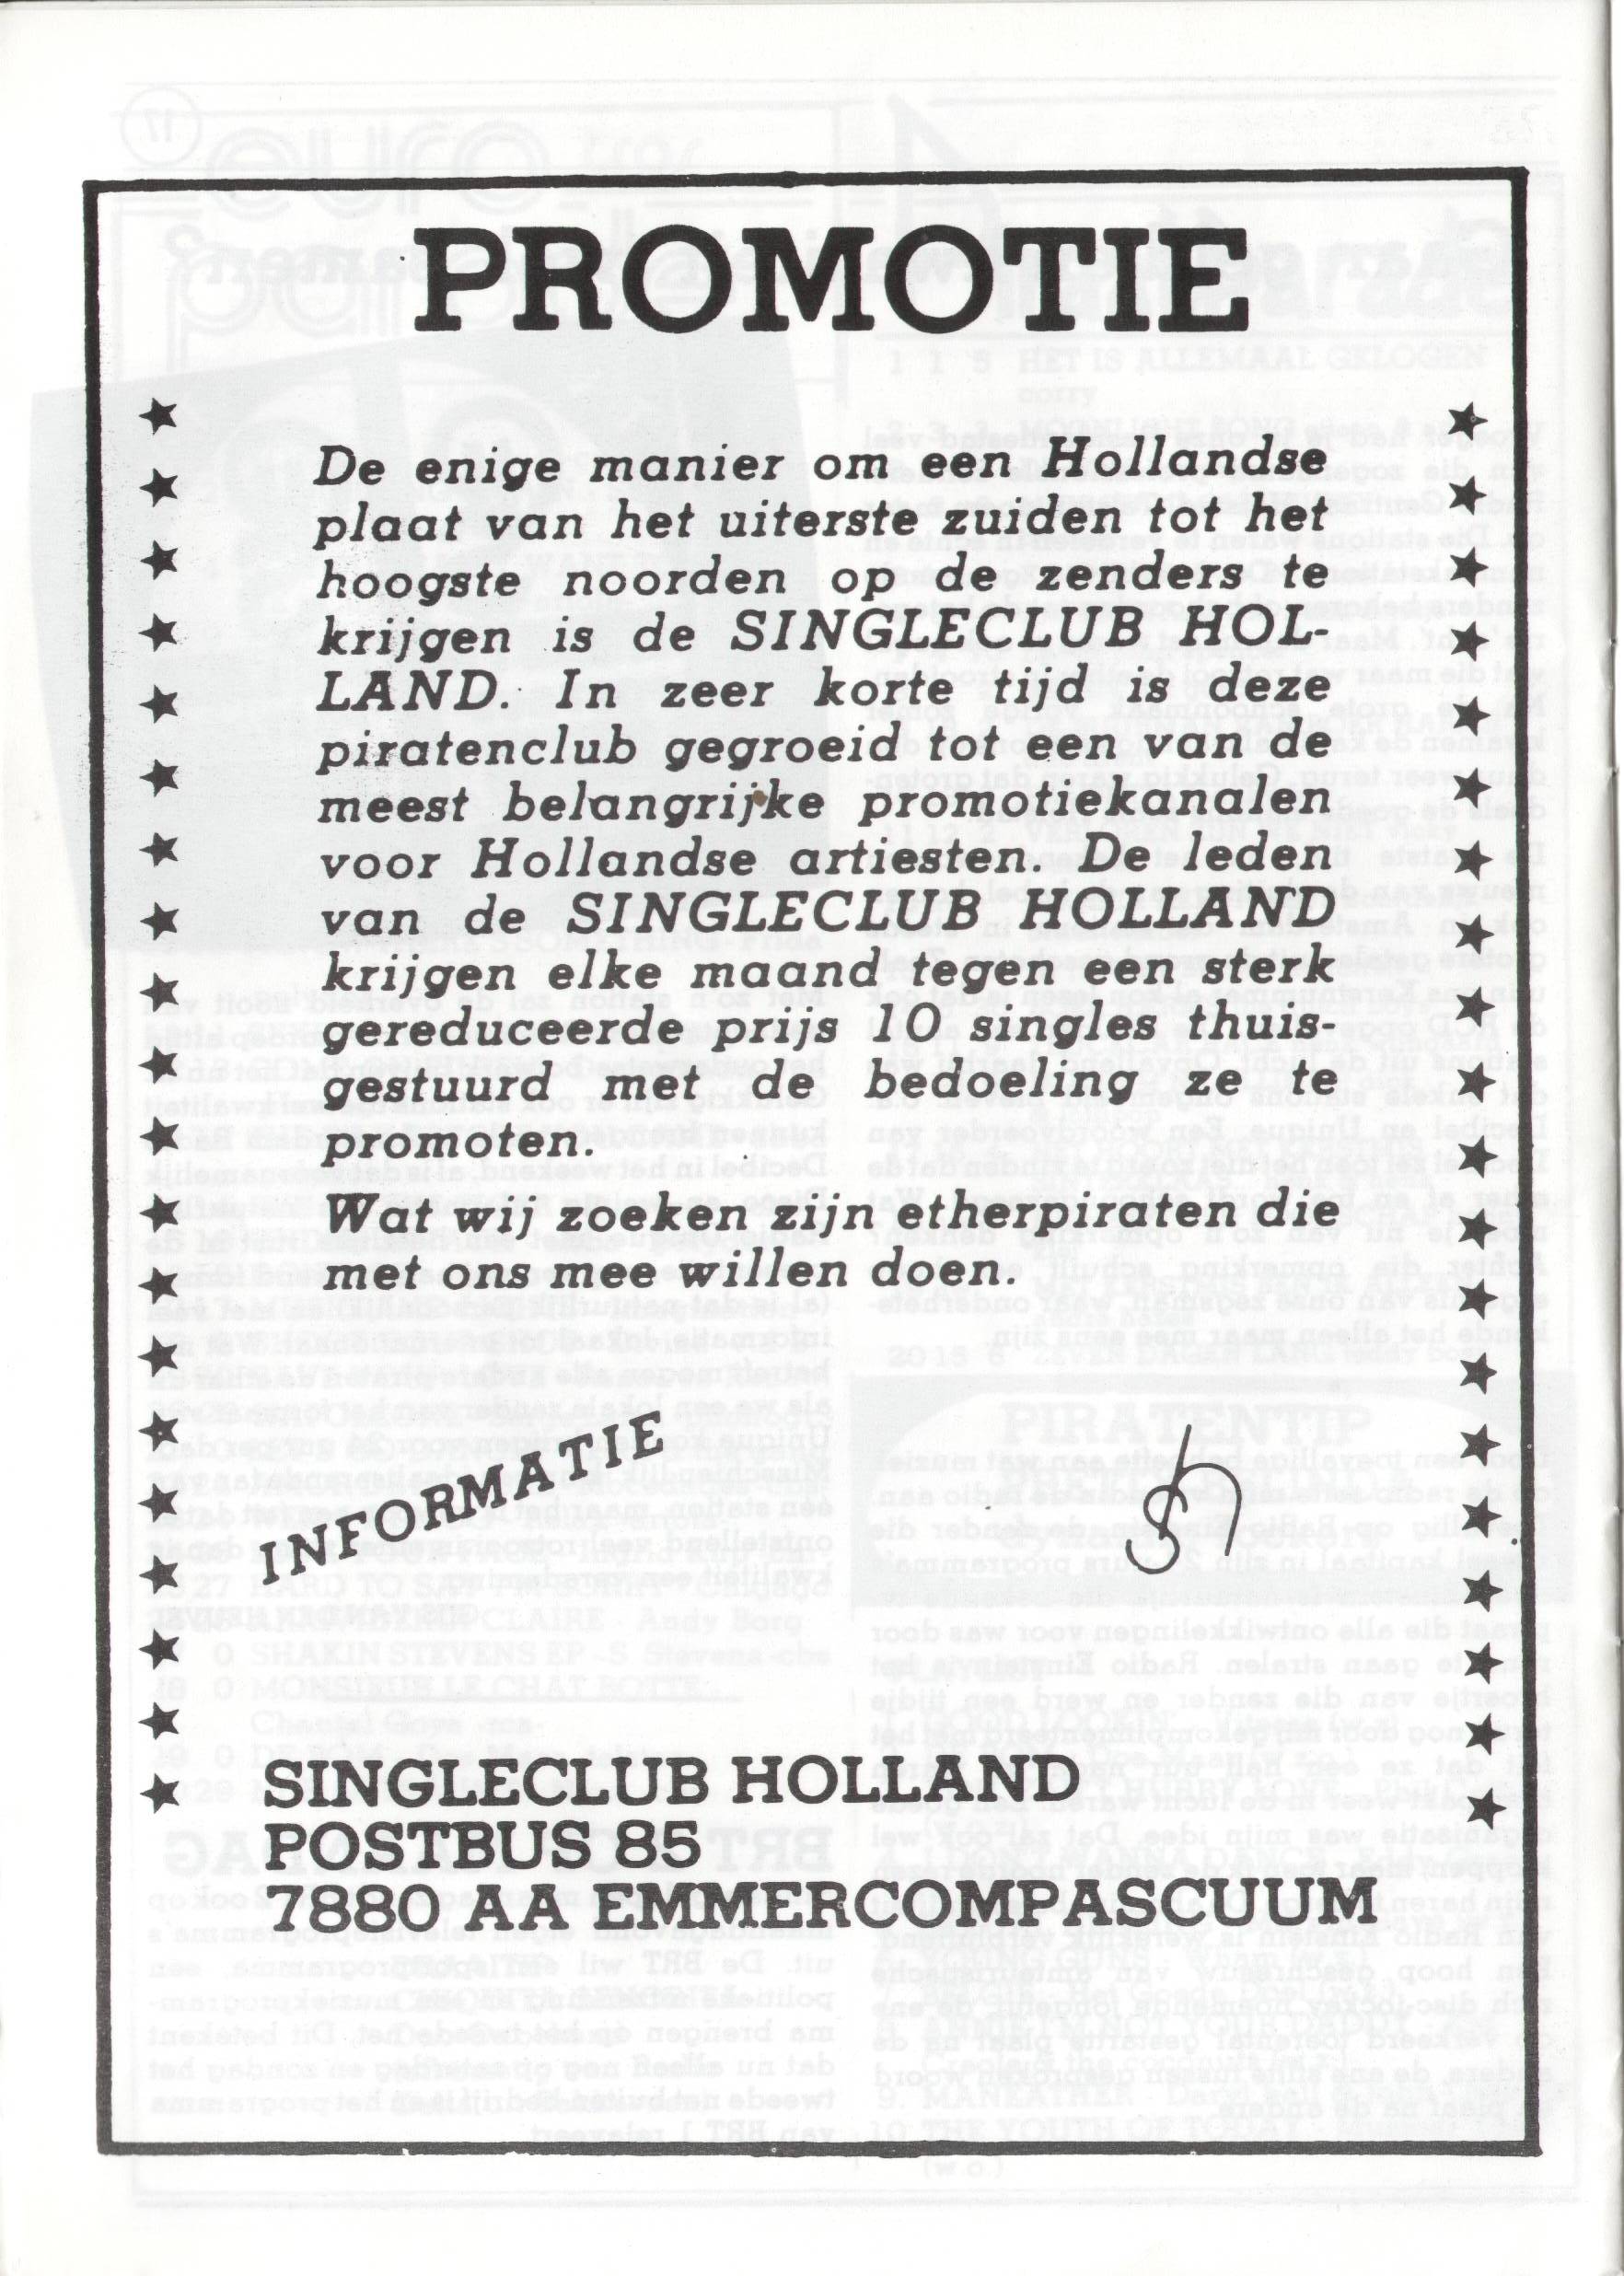 PROMOTIE
De enige manier om een Hollandse
plaat van het uiterste zuiden tot het
hoogste noorden op de zenders te
krijgen is de SINGLECLUB HOL-
LAND. In zeer korte tijd is deze
piratenclub gegroeid tot een van de
meest belangrijke promotiekanalen
voor Hollandse artiesten. De leden
van de SINGLECLUB HOLLAND
krijgen elke maand tegen een sterk
gereduceerde prijs 10 singles thuis-
gestuurd met de bedoeling ze te
promoten.
Wat wij zoeken zijn etherpiraten die
met ons mee willen doen.
INFORMATIE
SINGLECLUB HOLLAND
POSTBUS 85
7880 AA EMMERCOMPASCUUM